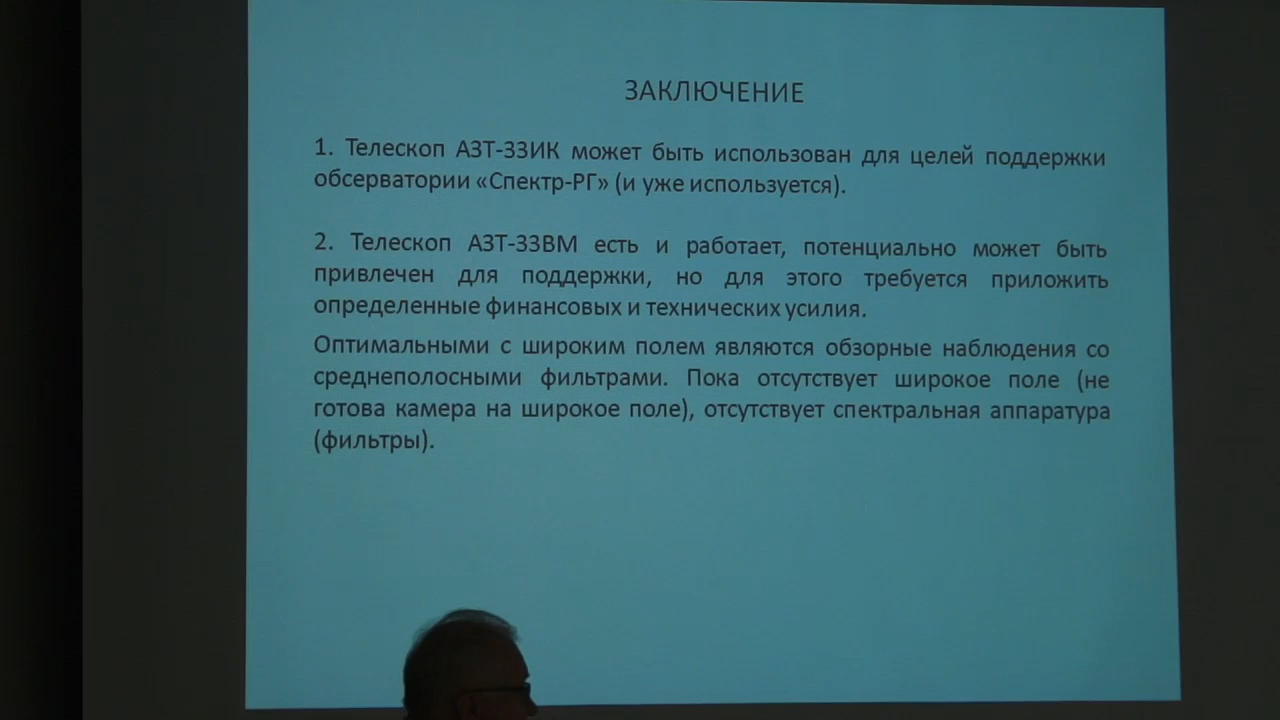 ЗАКЛЮЧЕНИЕ
1. Телескоп АЗТ-33ИК может быть использован для целей поддержки
обсерватории «Спектр-РГ» (и уже используется).
2. Телескоп АЗТ-33ВМ есть и работает, потенциально может быть
привлечен для поддержки, но для этого требуется приложить
определенные финансовых и технических усилия.
Оптимальными с широким полем являются обзорные наблюдения со
среднеполосными фильтрами. Пока отсутствует широкое поле (не
готова камера на широкое поле), отсутствует спектральная аппаратура
(фильтры).